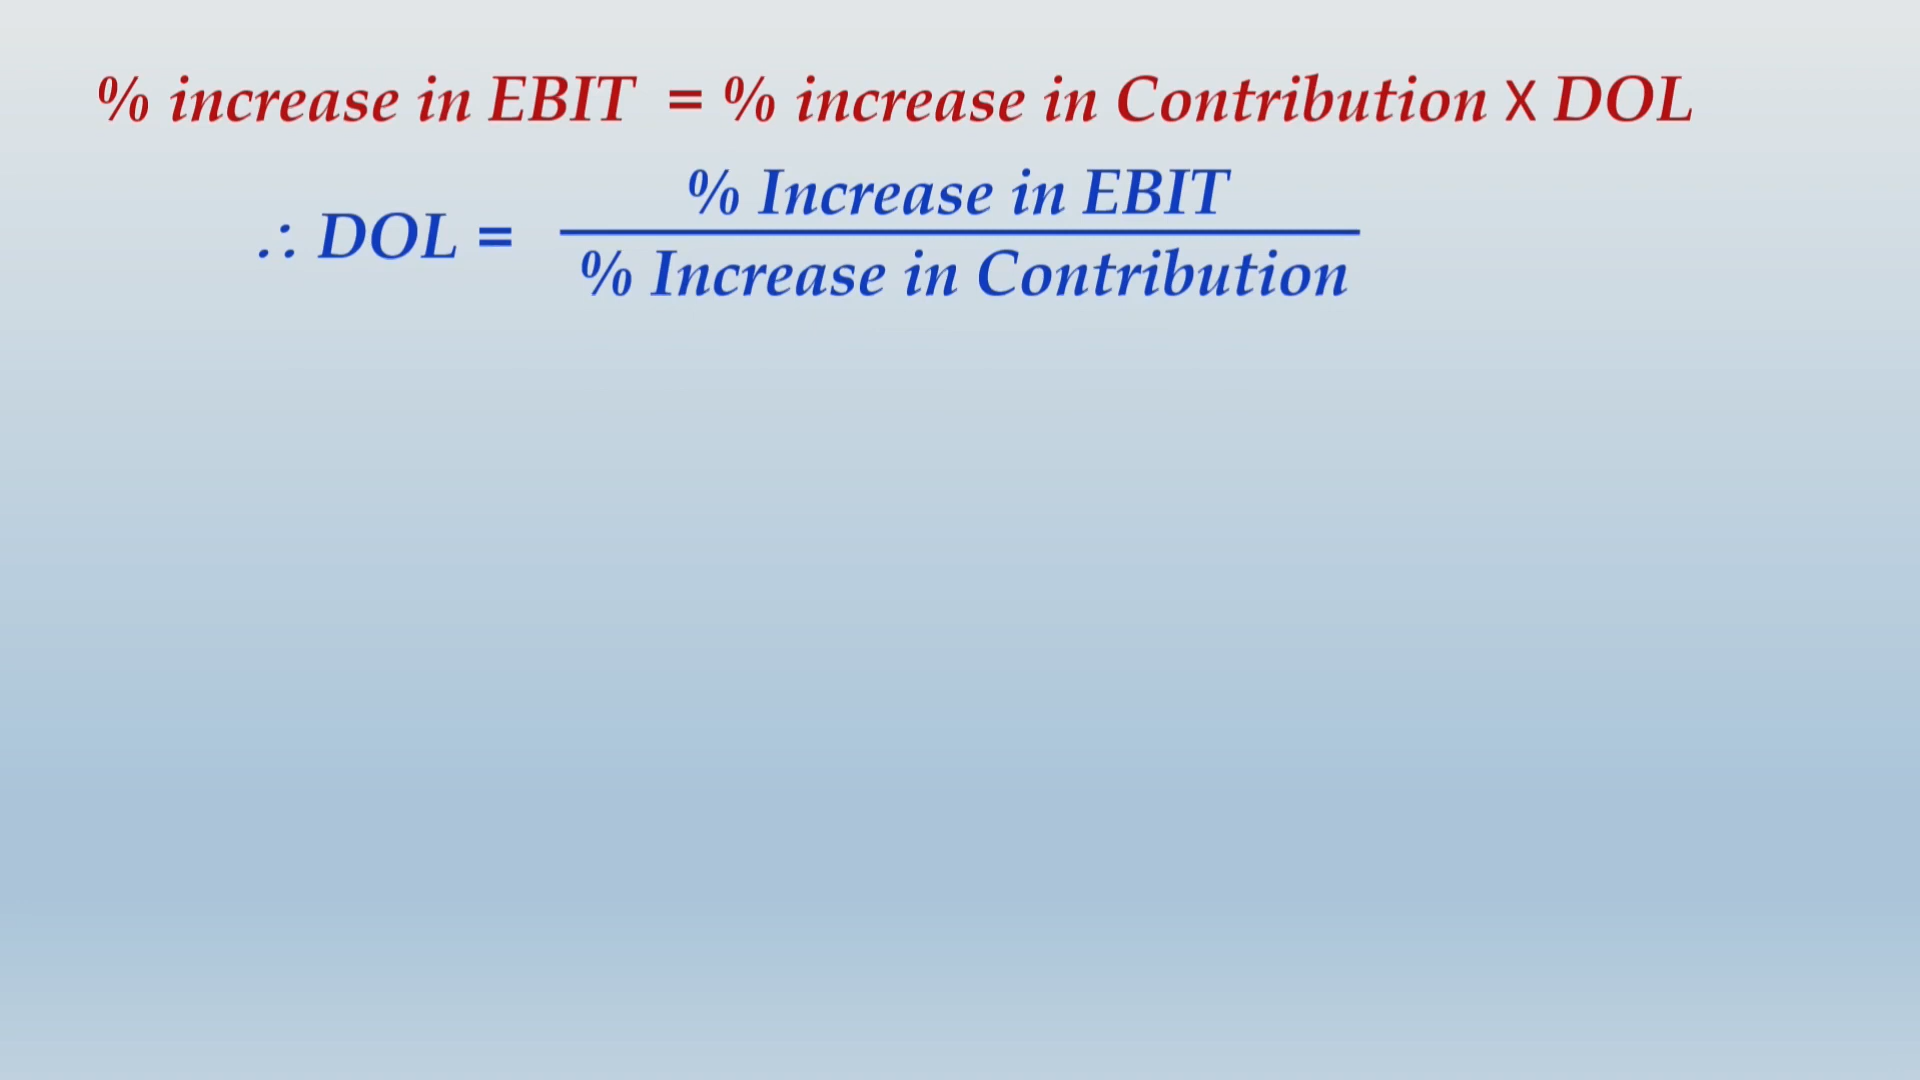 % increase in EBIT = % increase in Contribution X DOL
% Increase in EBIT
∴ DOL =
% Increase in Contribution